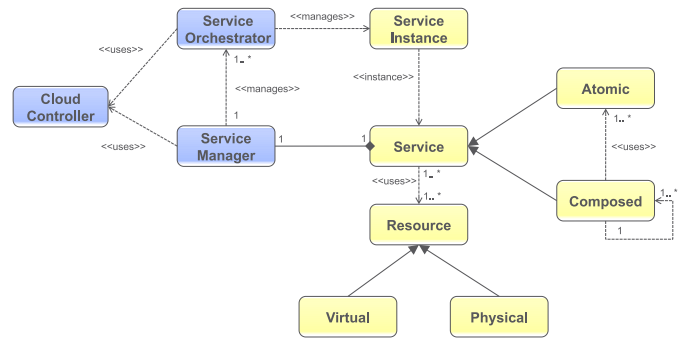 <<manages>>
Service
Orchestrator
Service
Instance
<<uses>>
1.. *
<<instance>>
<<manages>>
Cloud
Controller
Atomic
1
1.. *
Service
Manager
1
1
Service
<<uses>>
<<uses>>
1.. *
<<uses>>
1.. *
Composed
1.. *
1
Resource
Virtual
Physical